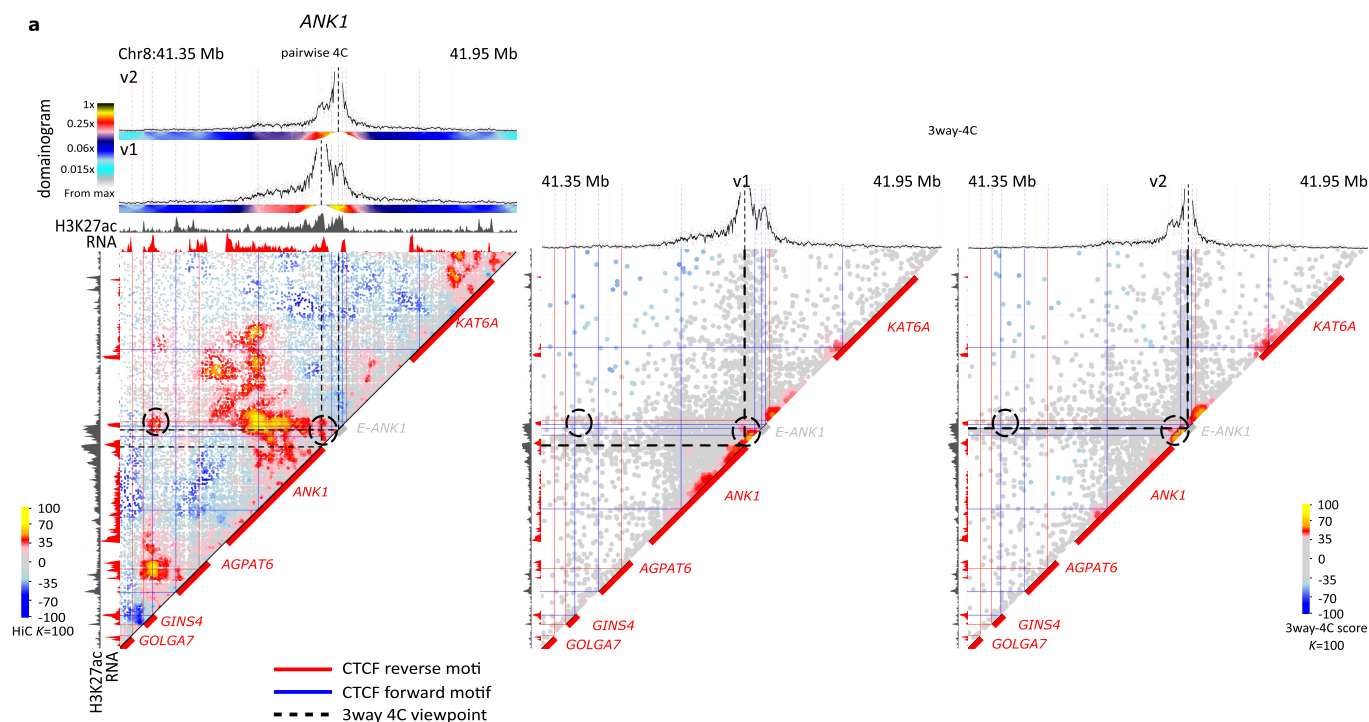 a
ANK1
Chr8:41.35 Mb
pairwise 4C
41.95 Mb
v2
v1
domainogram
1x
0.25x
0.06x
0.015x
From max
H3K27ac
RNA
3way-4C
41.35 Mb
v1
41.95 Mb
41.35 Mb
v2
41.95 Mb
KAT6A
E-ANK1
ANK1
AGPAT6
GINS4
GOLGA7
KAT6A
E-ANK1
ANK1
AGPAT6
GINS4
GOLGA7
KAT6A
E-ANK1
ANK1
AGPAT6
GINS4
GOLGA7
100
70
35
0
-35
-70
-100
HiC K=100
100
70
35
0
-35
-70
-100
3way-4C score
K=100
H3K27ac
RNA
CTCF reverse motif
CTCF forward motif
3way 4C viewpoint